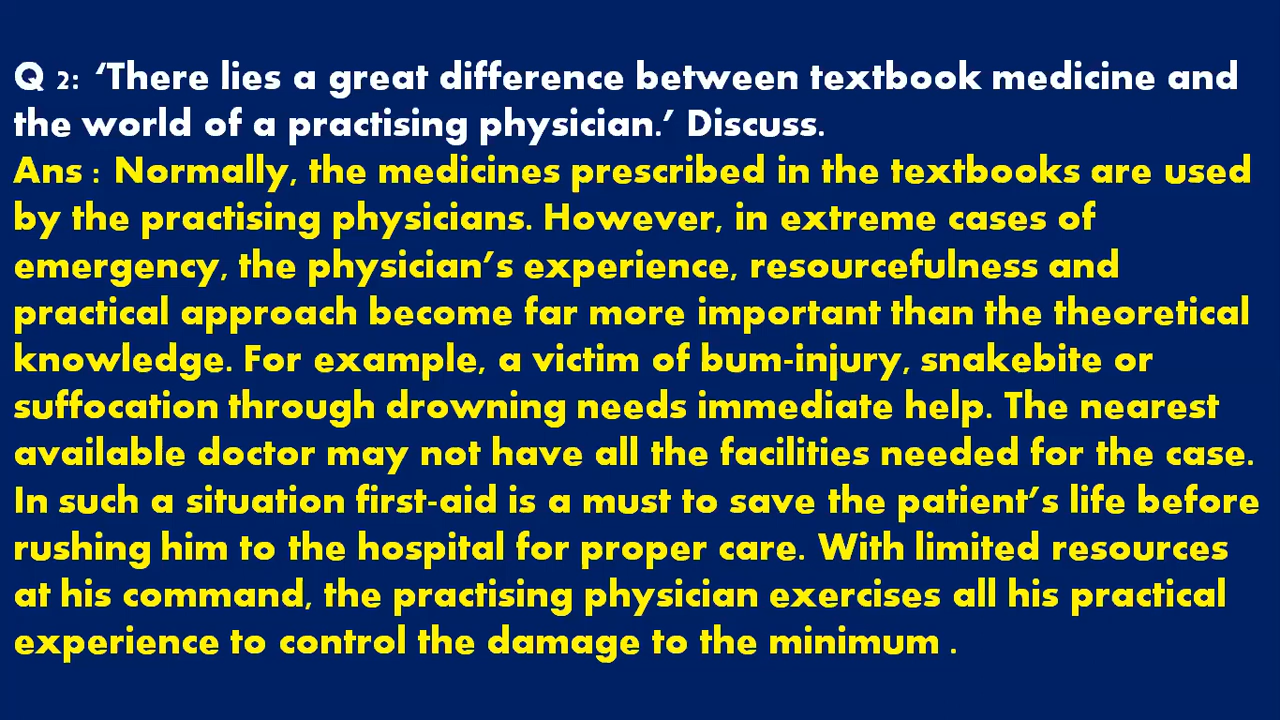 Q 2: ‘There lies a great difference between textbook medicine and
the world of a practising physician.’ Discuss.
Ans : Normally, the medicines prescribed in the textbooks are used
by the practising physicians. However, in extreme cases of
emergency, the physician’s experience, resourcefulness and
practical approach become far more important than the theoretical
knowledge. For example, a victim of bum-injury, snakebite or
suffocation through drowning needs immediate help. The nearest
available doctor may not have all the facilities needed for the case.
In such a situation first-aid is a must to save the patient’s life before
rushing him to the hospital for proper care. With limited resources
at his command, the practising physician exercises all his practical
experience to control the damage to the minimum .